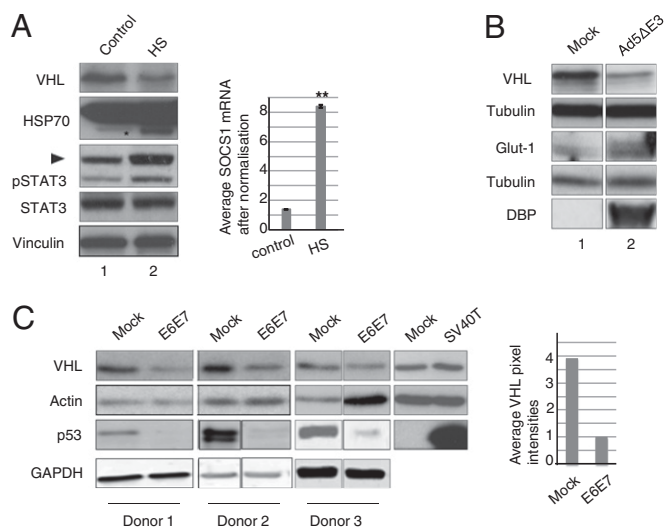 A
Control
HS
VHL
HSP70
pSTAT3
STAT3
Vinculin
1
2
Average SOCS1 mRNA
after normalisation
8
6
4
2
0
**
control
HS
B
Mock
Ad5ΔE3
VHL
Tubulin
Glut-1
Tubulin
DBP
1
2
C
Mock
E6E7
Mock
E6E7
Mock
E6E7
Mock
SV40T
VHL
Actin
p53
GAPDH
Donor 1
Donor 2
Donor 3
Average VHL pixel
intensities
4
3
2
1
0
Mock
E6E7